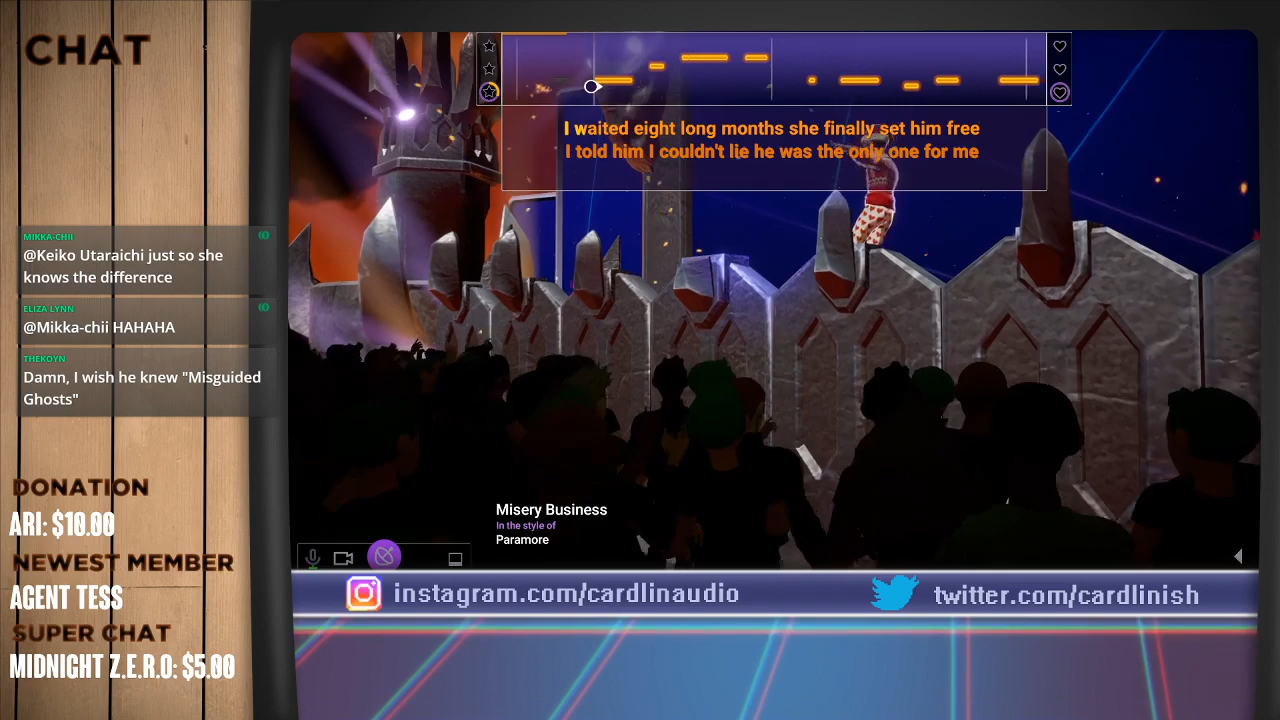 CHAT
MIKKA-CHII
@Keiko Utaraichi just so she
knows the difference
ELIZA LYNN
@Mikka-chii HAHAHA
THEKOYN
Damn, I wish he knew "Misguided
Ghosts"
DONATION
ARI: $10.00
NEWEST MEMBER
AGENT TESS
SUPER CHAT
MIDNIGHT Z.E.R.O: $5.00
I waited eight long months she finally set him free
I told him I couldn't lie he was the only one for me
Misery Business
In the style of
Paramore
instagram.com/cardlinaudio
twitter.com/cardlinish